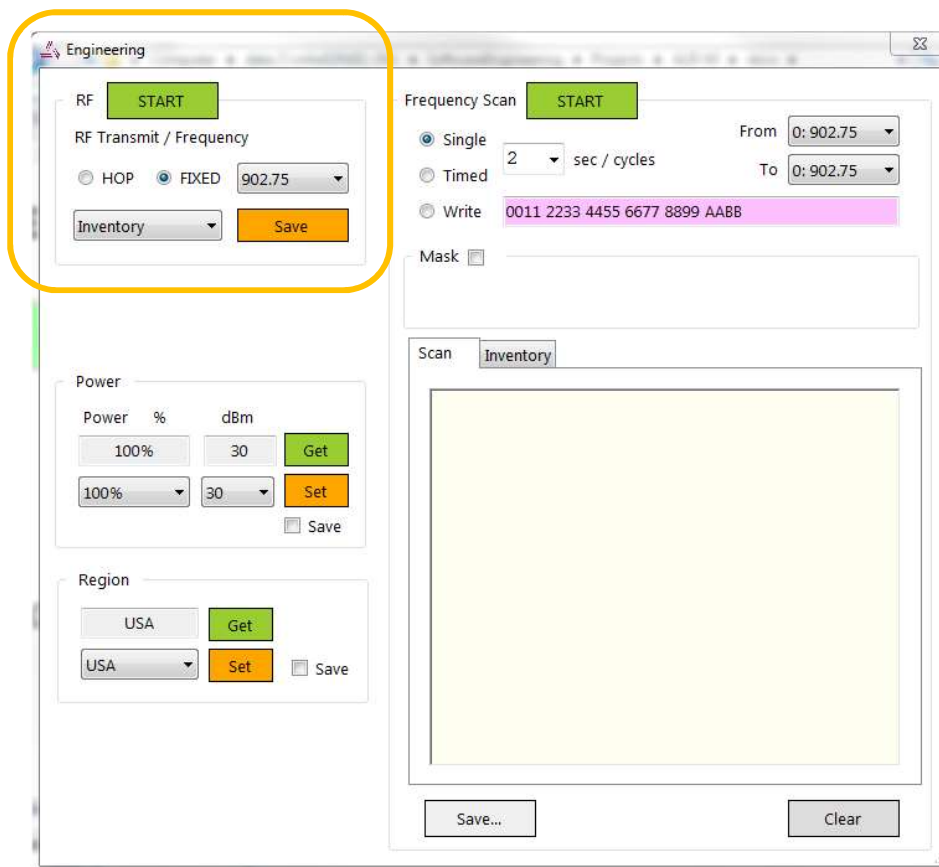 Engineering
RF START
RF Transmit / Frequency
HOP FIXED 902.75
Inventory Save
Power
Power % dBm
100% 30 Get
100% 30 Set
Save
Region
USA Get
USA Set Save
Frequency Scan START
Single
2 sec / cycles
Timed
From 0: 902.75
To 0: 902.75
Write 0011 2233 4455 6677 8899 AABB
Mask
Scan Inventory
Save... Clear